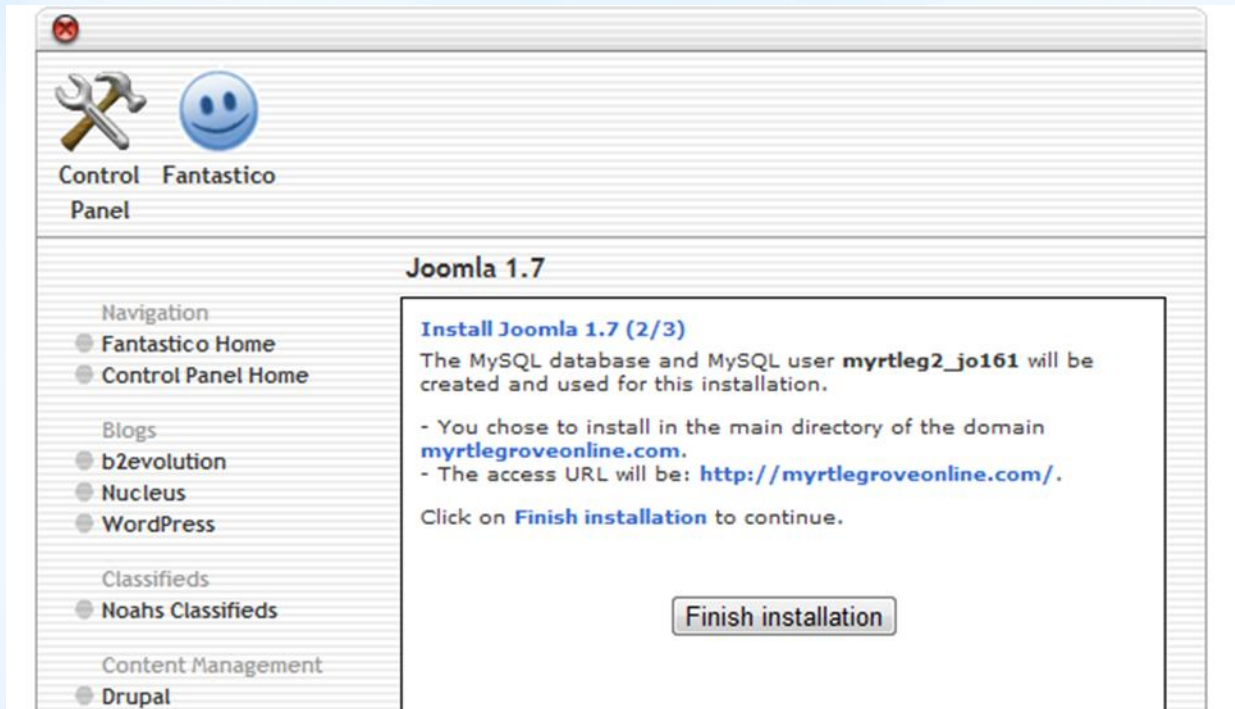 Control Panel
Fantastico
Joomla 1.7
Navigation
Fantastico Home
Control Panel Home
Blogs
b2evolution
Nucleus
WordPress
Classifieds
Noahs Classifieds
Content Management
Drupal
Install Joomla 1.7 (2/3)
The MySQL database and MySQL user myrtleg2_jo161 will be
created and used for this installation.
- You chose to install in the main directory of the domain
myrtlegroveonline.com.
- The access URL will be: http://myrtlegroveonline.com/.
Click on Finish installation to continue.
Finish installation